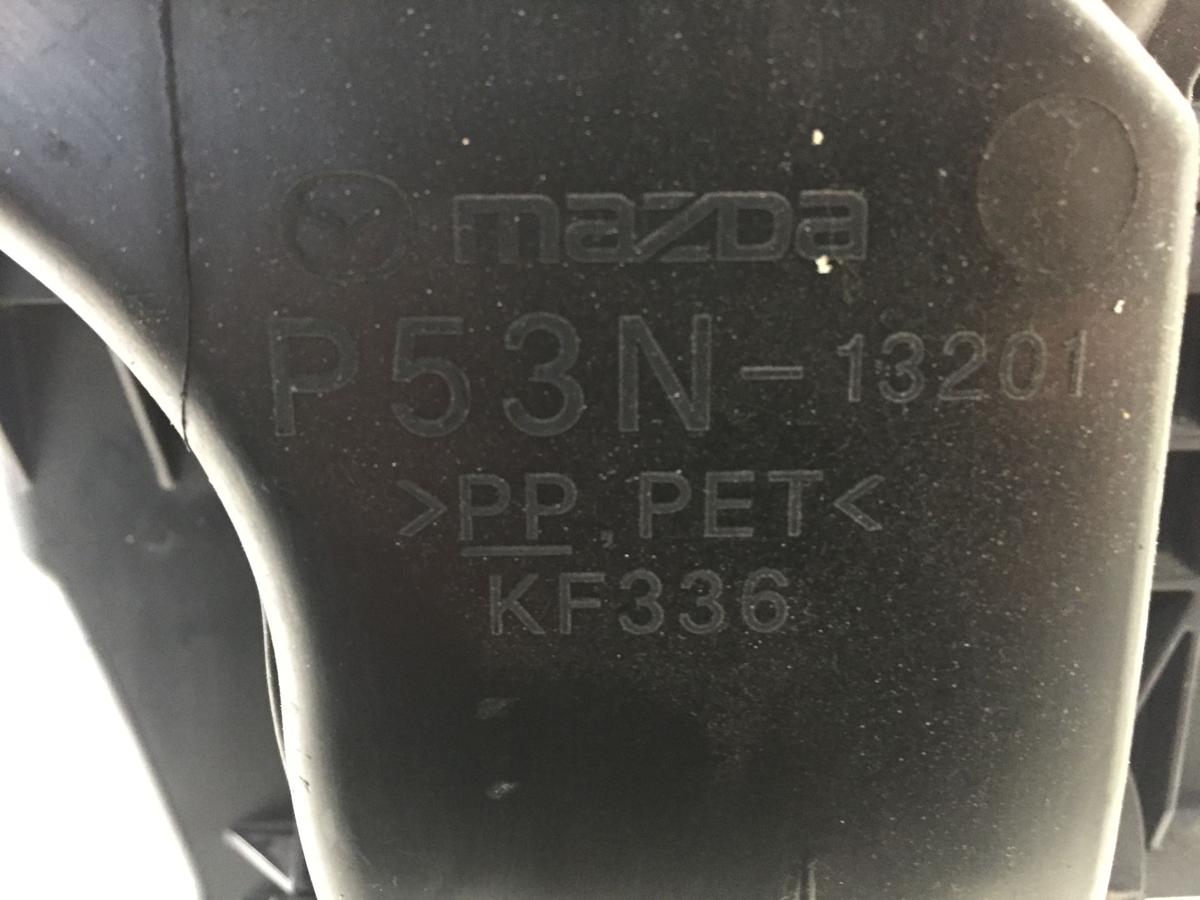 mazda
P53N-13201
>PP,PET<
KF336